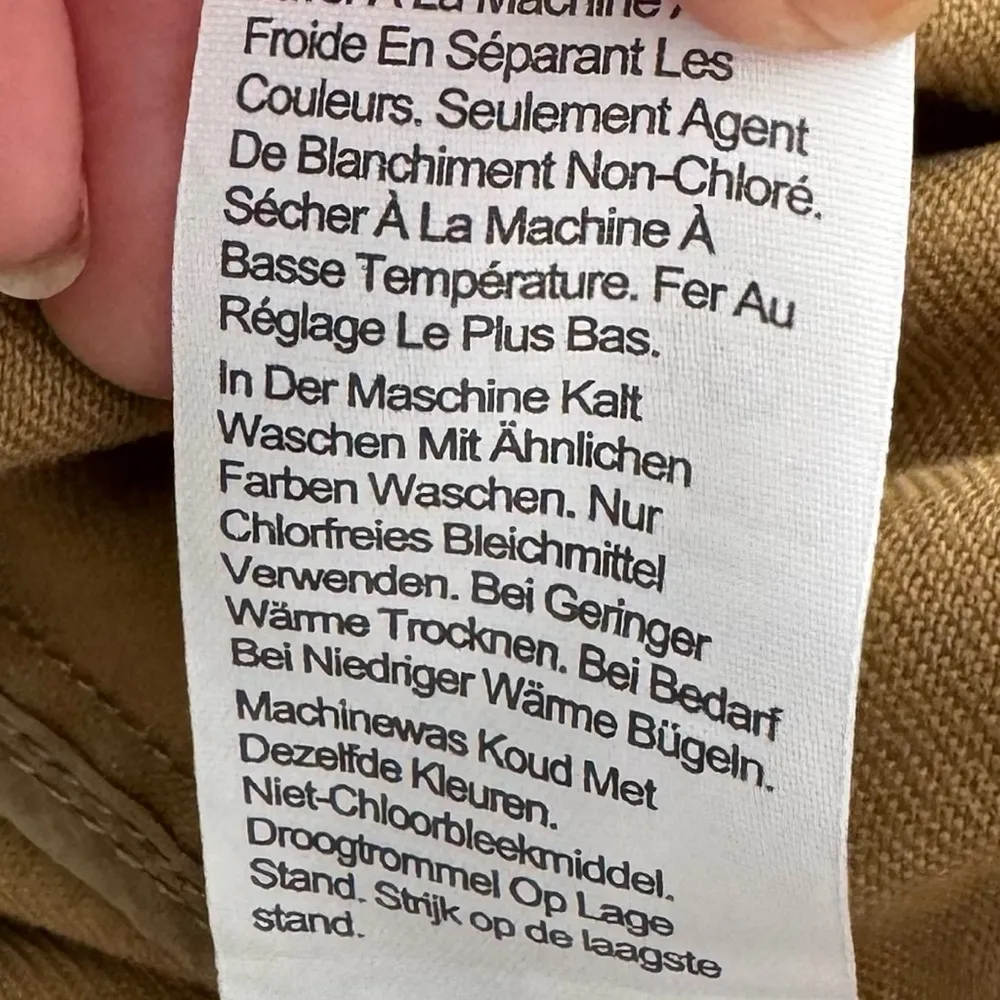 À La Machine,
Froide En Séparant Les
Couleurs. Seulement Agent
De Blanchiment Non-Chloré.
Sécher À La Machine À
Basse Température. Fer Au
Réglage Le Plus Bas.
In Der Maschine Kalt
Waschen Mit Ähnlichen
Farben Waschen. Nur
Chlorfreies Bleichmittel
Verwenden. Bei Geringer
Wärme Trocknen. Bei Bedarf
Bei Niedriger Wärme Bügeln.
Machinewas Koud Met
Dezelfde Kleuren.
Niet-Chloorbleekmiddel.
Droogtrommel Op Lage
Stand. Strijk op de laagste
stand.